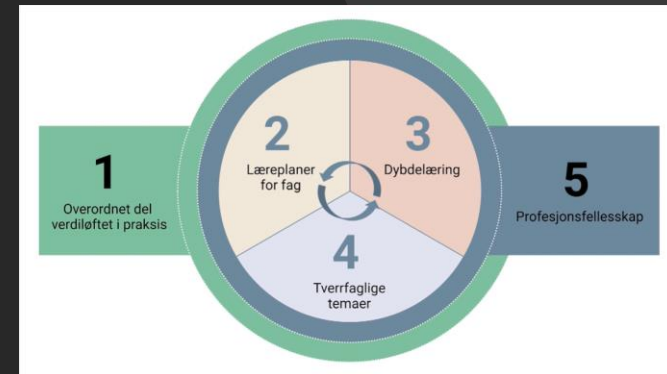 1
Overordnet del
verdiløftet i praksis
2
Læreplaner
for fag
3
Dybdelæring
4
Tverrfaglige
temaer
5
Profesjonsfellesskap